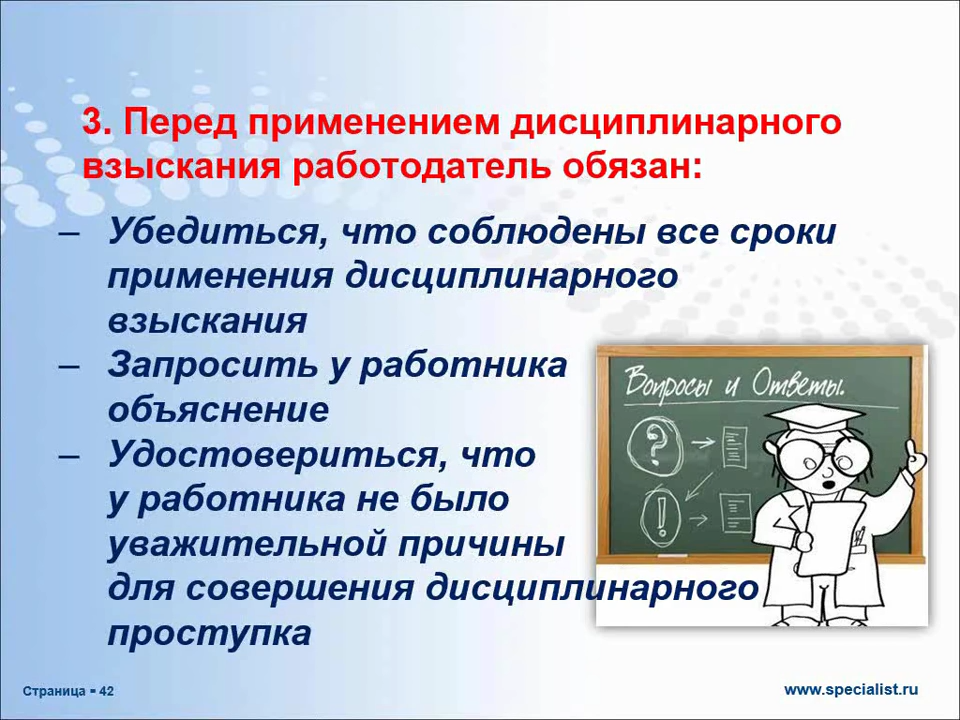 3. Перед применением дисциплинарного
взыскания работодатель обязан:
– Убедиться, что соблюдены все сроки
применения дисциплинарного
взыскания
– Запросить у работника
объяснение
– Удостовериться, что
у работника не было
уважительной причины
для совершения дисциплинарного
проступка
Вопросы и Ответы.
?
!
Страница ▪ 42
www.specialist.ru